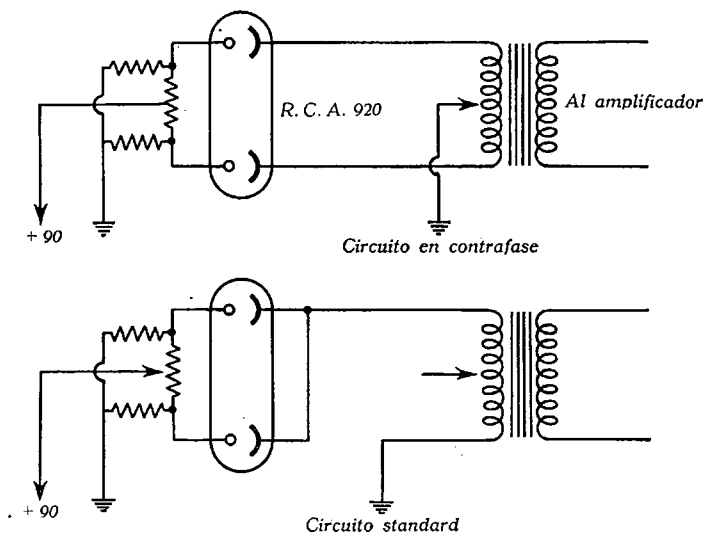 R. C. A. 920
Al amplificador
+ 90
Circuito en contrafase
+ 90
Circuito standard